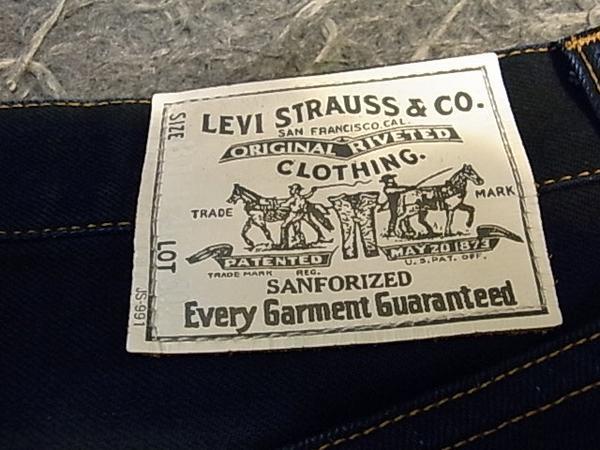 LEVI STRAUSS & CO.
SAN FRANCISCO, CAL.
ORIGINAL RIVETED
CLOTHING.
TRADE MARK
PATENTED MAY 20 1873
TRADE MARK REG. U.S. PAT. OFF.
SANFORIZED
Every Garment Guaranteed
SIZE
LOT
JS-991